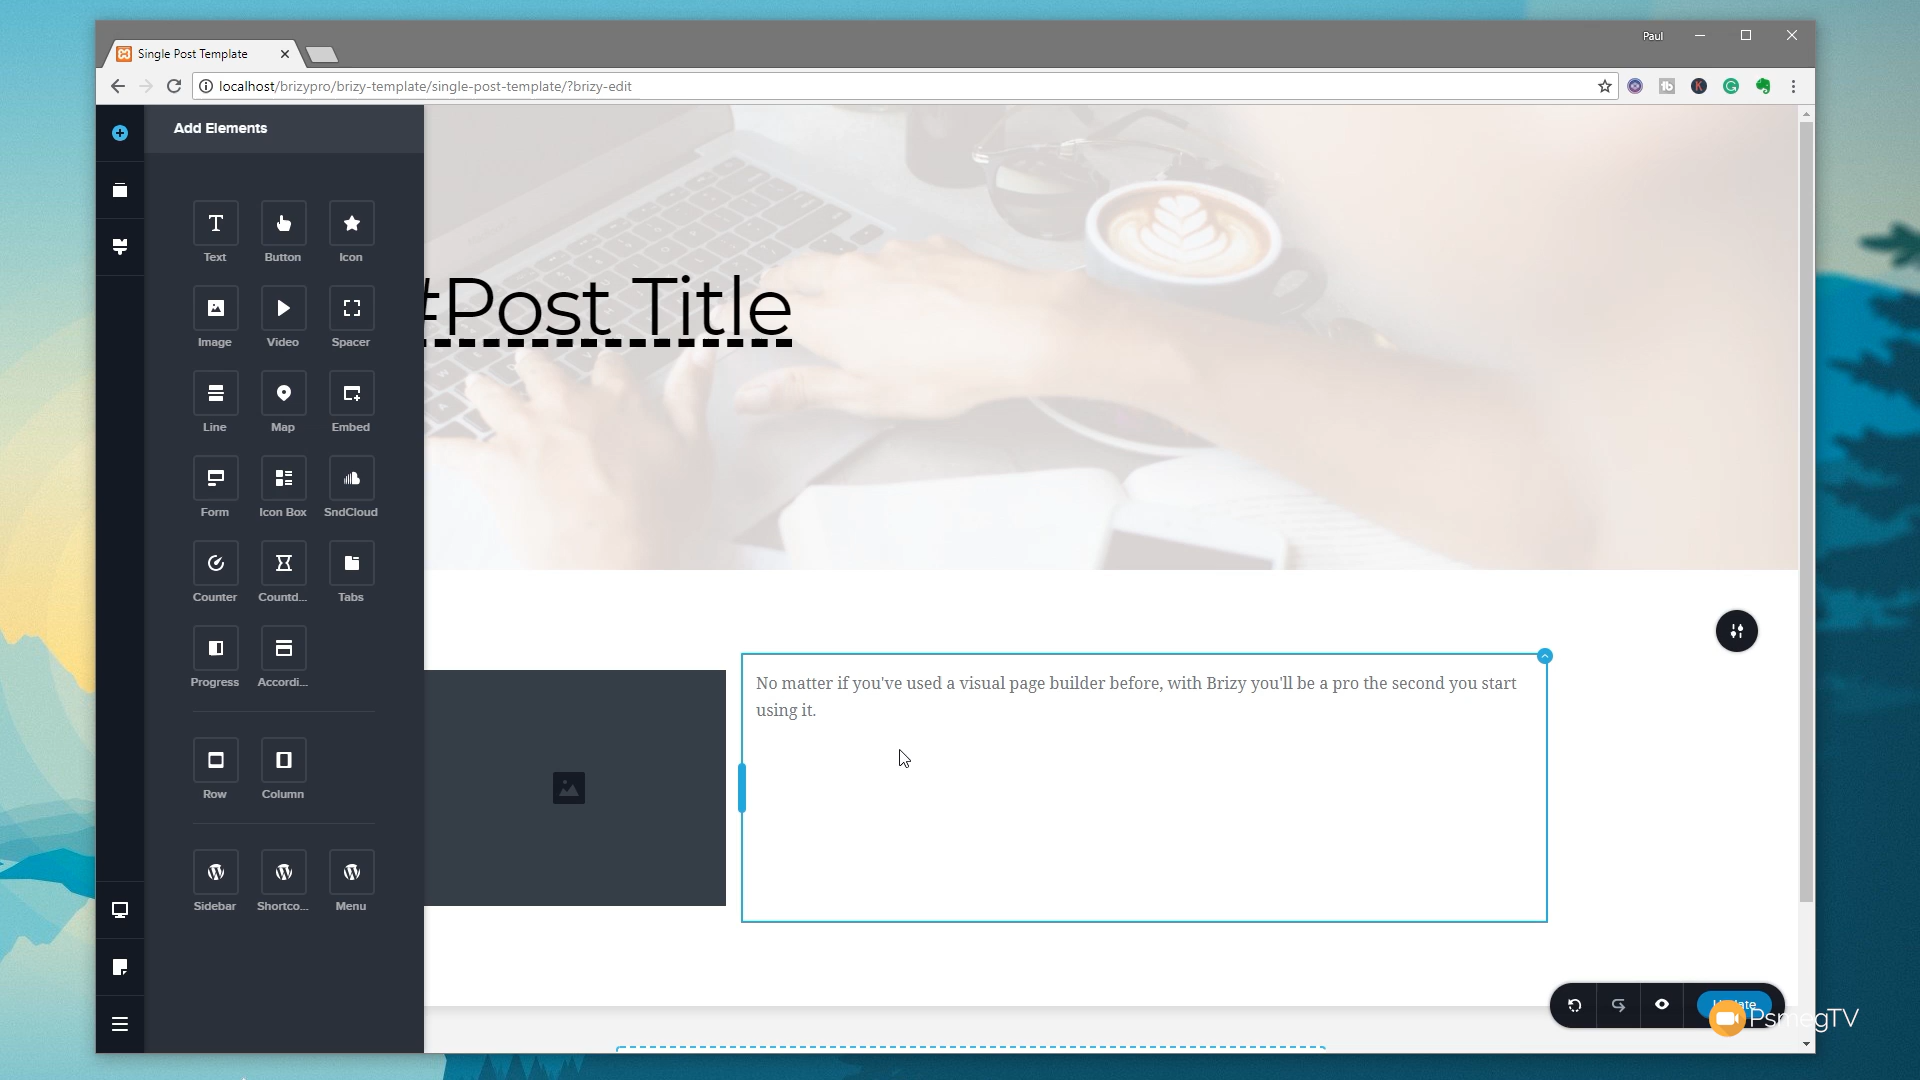 Paul
Single Post Template
localhost/brizypro/brizy-template/single-post-template/?brizy-edit
Add Elements
Text Button Icon
Image Video Spacer
Line Map Embed
Form Icon Box SndCloud
Counter Countd... Tabs
Progress Accordi...
Row Column
Sidebar Shortco... Menu
#Post Title
No matter if you've used a visual page builder before, with Brizy you'll be a pro the second you start
using it.
PsmegTV